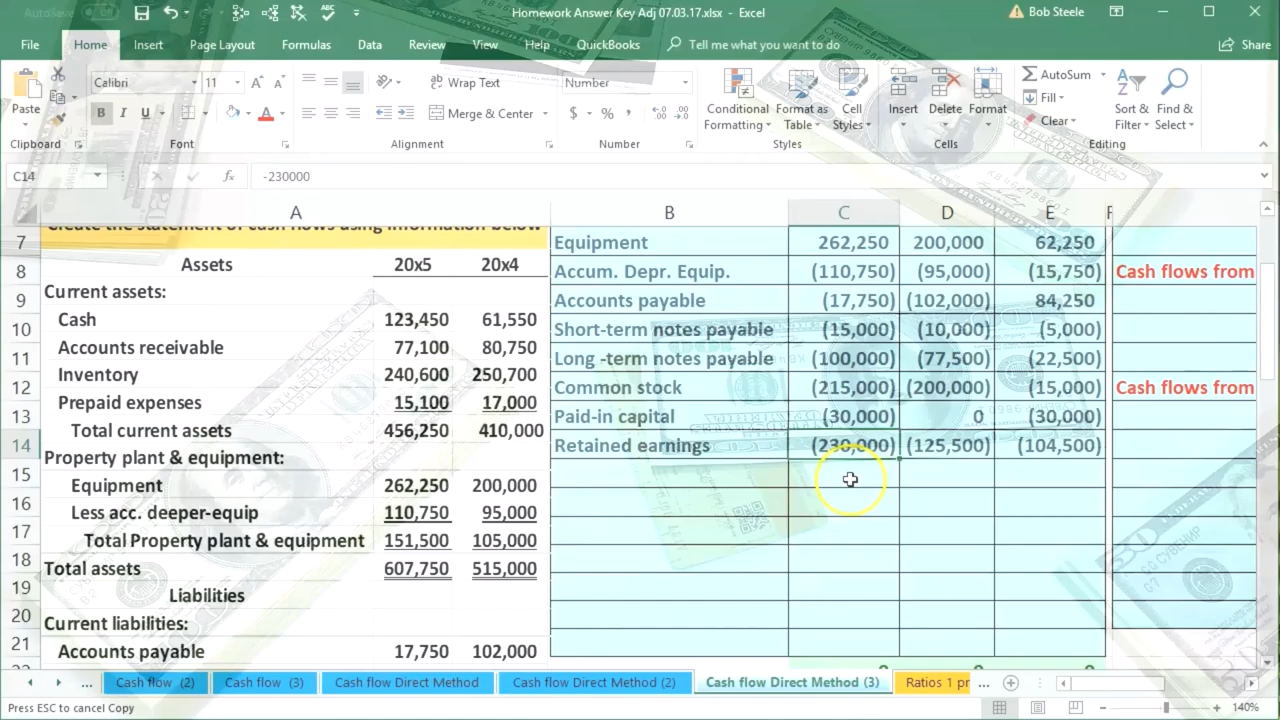 AutoSave Off Homework Answer Key Adj 07.03.17.xlsx - Excel Bob Steele
File Home Insert Page Layout Formulas Data Review View Help QuickBooks Tell me what you want to do Share
Paste Calibri 11 Wrap Text Number Conditional Formatting Format as Table Cell Styles Insert Delete Format AutoSum Fill Clear Sort & Filter Find & Select
Clipboard Font Alignment Number Styles Cells Editing
C14 fx -230000
A B C D E F
Create the statement of cash flows using information below
7 Equipment 262,250 200,000 62,250
Assets 20x5 20x4
8 Accum. Depr. Equip. (110,750) (95,000) (15,750) Cash flows from
Current assets:
9 Accounts payable (17,750) (102,000) 84,250
Cash 123,450 61,550
10 Short-term notes payable (15,000) (10,000) (5,000)
Accounts receivable 77,100 80,750
11 Long -term notes payable (100,000) (77,500) (22,500)
Inventory 240,600 250,700
12 Common stock (215,000) (200,000) (15,000) Cash flows from
Prepaid expenses 15,100 17,000
13 Paid-in capital (30,000) 0 (30,000)
Total current assets 456,250 410,000
14 Retained earnings (230,000) (125,500) (104,500)
Property plant & equipment:
15
Equipment 262,250 200,000
16
Less acc. deeper-equip 110,750 95,000
17
Total Property plant & equipment 151,500 105,000
18
Total assets 607,750 515,000
19
Liabilities
20
Current liabilities:
21
Accounts payable 17,750 102,000
0 0 0
... Cash flow (2) Cash flow (3) Cash flow Direct Method Cash flow Direct Method (2) Cash flow Direct Method (3) Ratios 1 pr ...
Press ESC to cancel Copy 140%